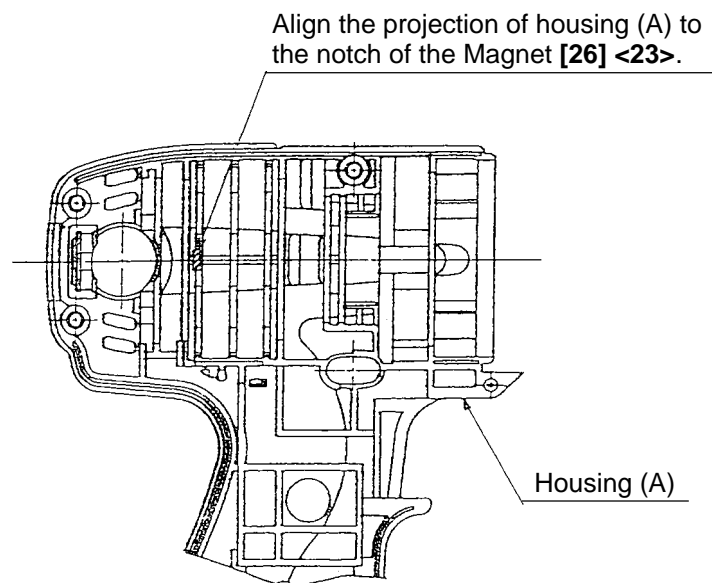 Align the projection of housing (A) to
the notch of the Magnet [26] <23>.
Housing (A)